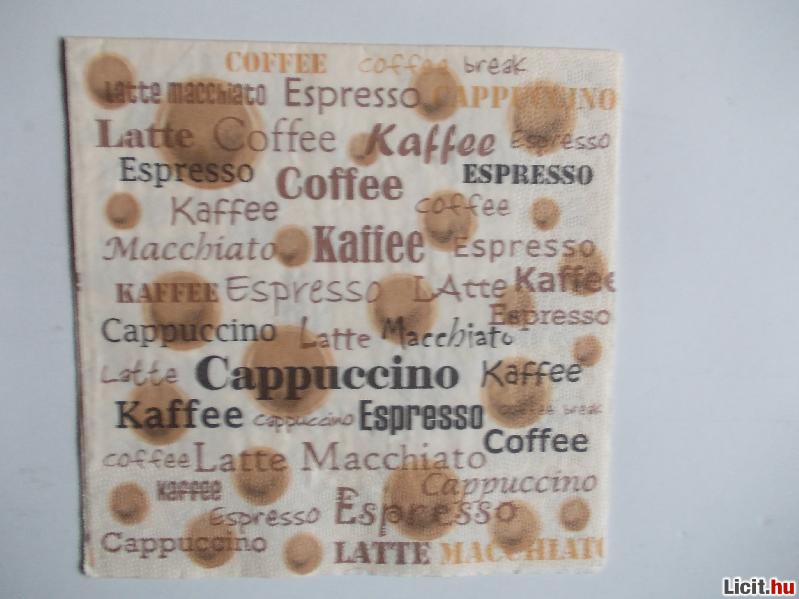 COFFEE coffee break
Latte macchiato Espresso CAPPUCCINO
Latte Coffee Kaffee Espresso
Espresso Coffee ESPRESSO
Kaffee coffee
Macchiato Kaffee Espresso
KAFFEE Espresso LAtte Kaffee
Espresso
Cappuccino Latte Macchiato
Latte Cappuccino Kaffee
Kaffee cappuccino Espresso coffee break
Coffee
coffee Latte Macchiato
Kaffee Cappuccino
Espresso Espresso
Cappuccino LATTE MACCHIATO
Licit.hu